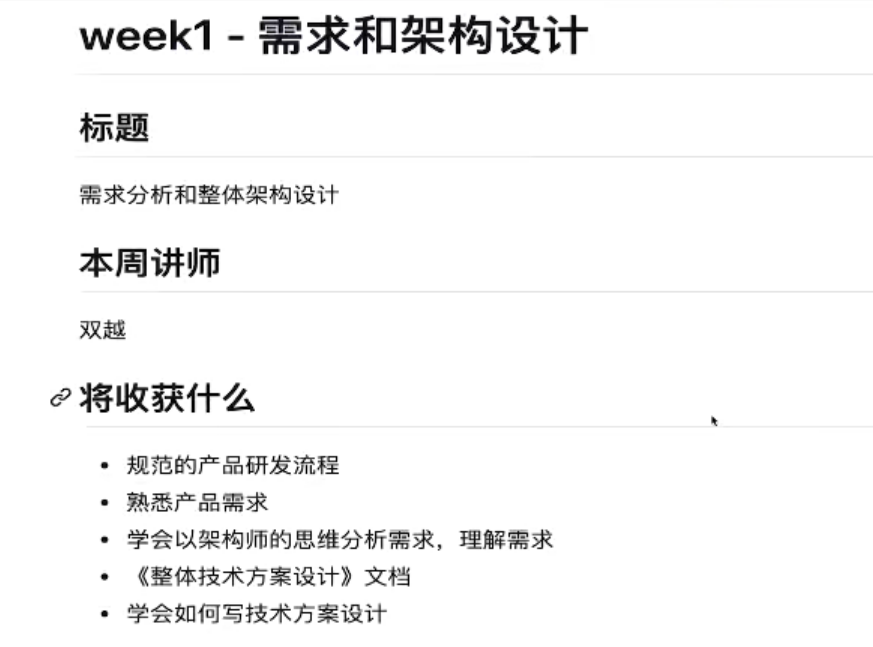 week1 - 需求和架构设计
标题
需求分析和整体架构设计
本周讲师
双越
将收获什么
• 规范的产品研发流程
• 熟悉产品需求
• 学会以架构师的思维分析需求，理解需求
• 《整体技术方案设计》文档
• 学会如何写技术方案设计